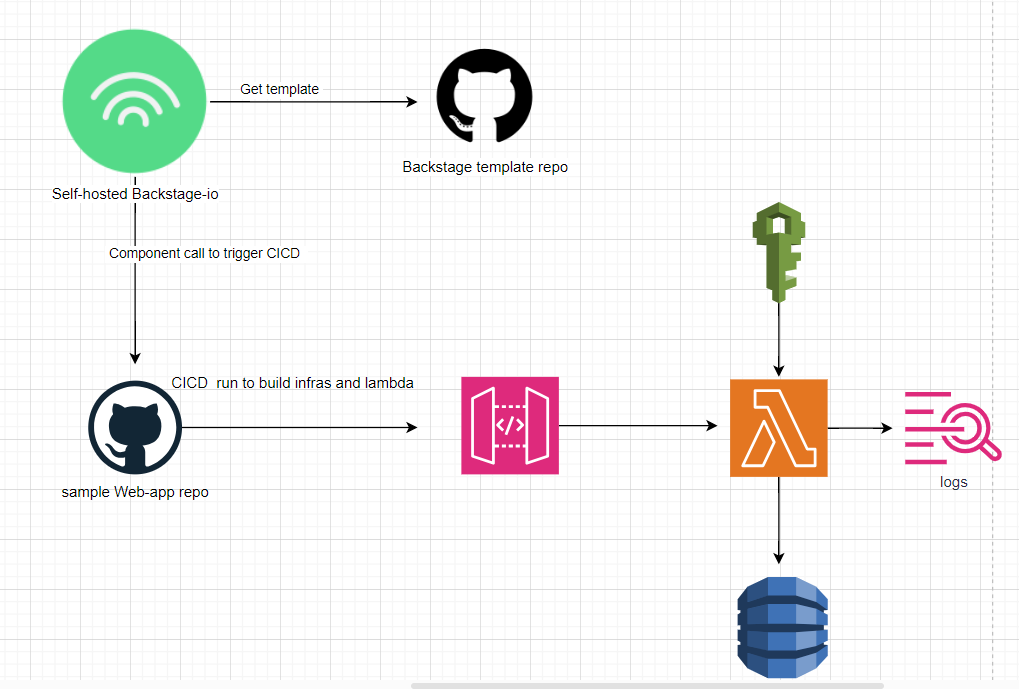 Get template
Backstage template repo
Self-hosted Backstage-io
Component call to trigger CICD
CICD run to build infras and lambda
</>
sample Web-app repo
logs